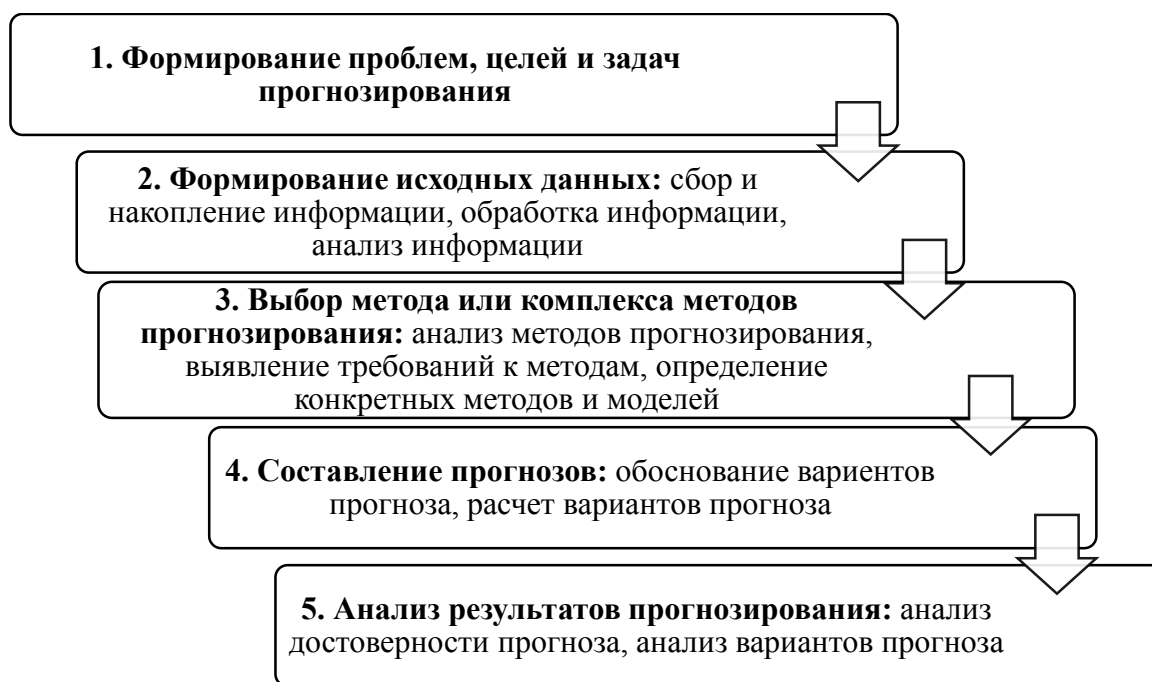 1. Формирование проблем, целей и задач
прогнозирования
2. Формирование исходных данных: сбор и
накопление информации, обработка информации,
анализ информации
3. Выбор метода или комплекса методов
прогнозирования: анализ методов прогнозирования,
выявление требований к методам, определение
конкретных методов и моделей
4. Составление прогнозов: обоснование вариентов
прогноза, расчет вариантов прогноза
5. Анализ результатов прогнозирования: анализ
достоверности прогноза, анализ вариантов прогноза